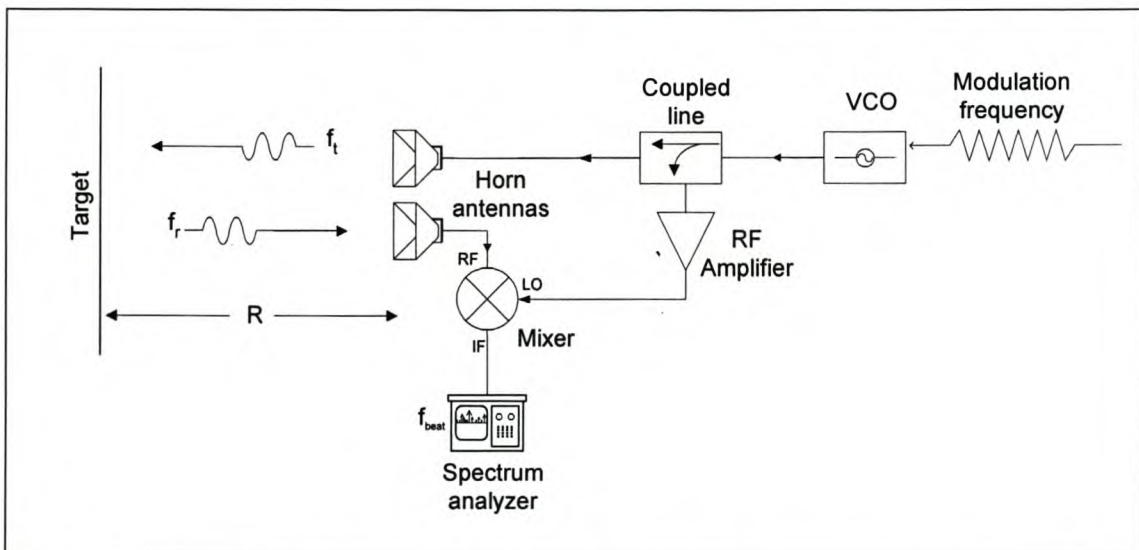 Modulation
frequency
VCO
Coupled
line
Target
f_t
f_r
Horn
antennas
RF
LO
RF
Amplifier
R
Mixer
IF
f_beat
Spectrum
analyzer